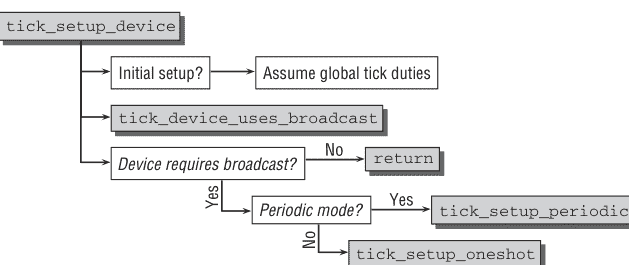 tick_setup_device
Initial setup?
Assume global tick duties
tick_device_uses_broadcast
Device requires broadcast?
No
return
Yes
Periodic mode?
Yes
tick_setup_periodic
No
tick_setup_oneshot